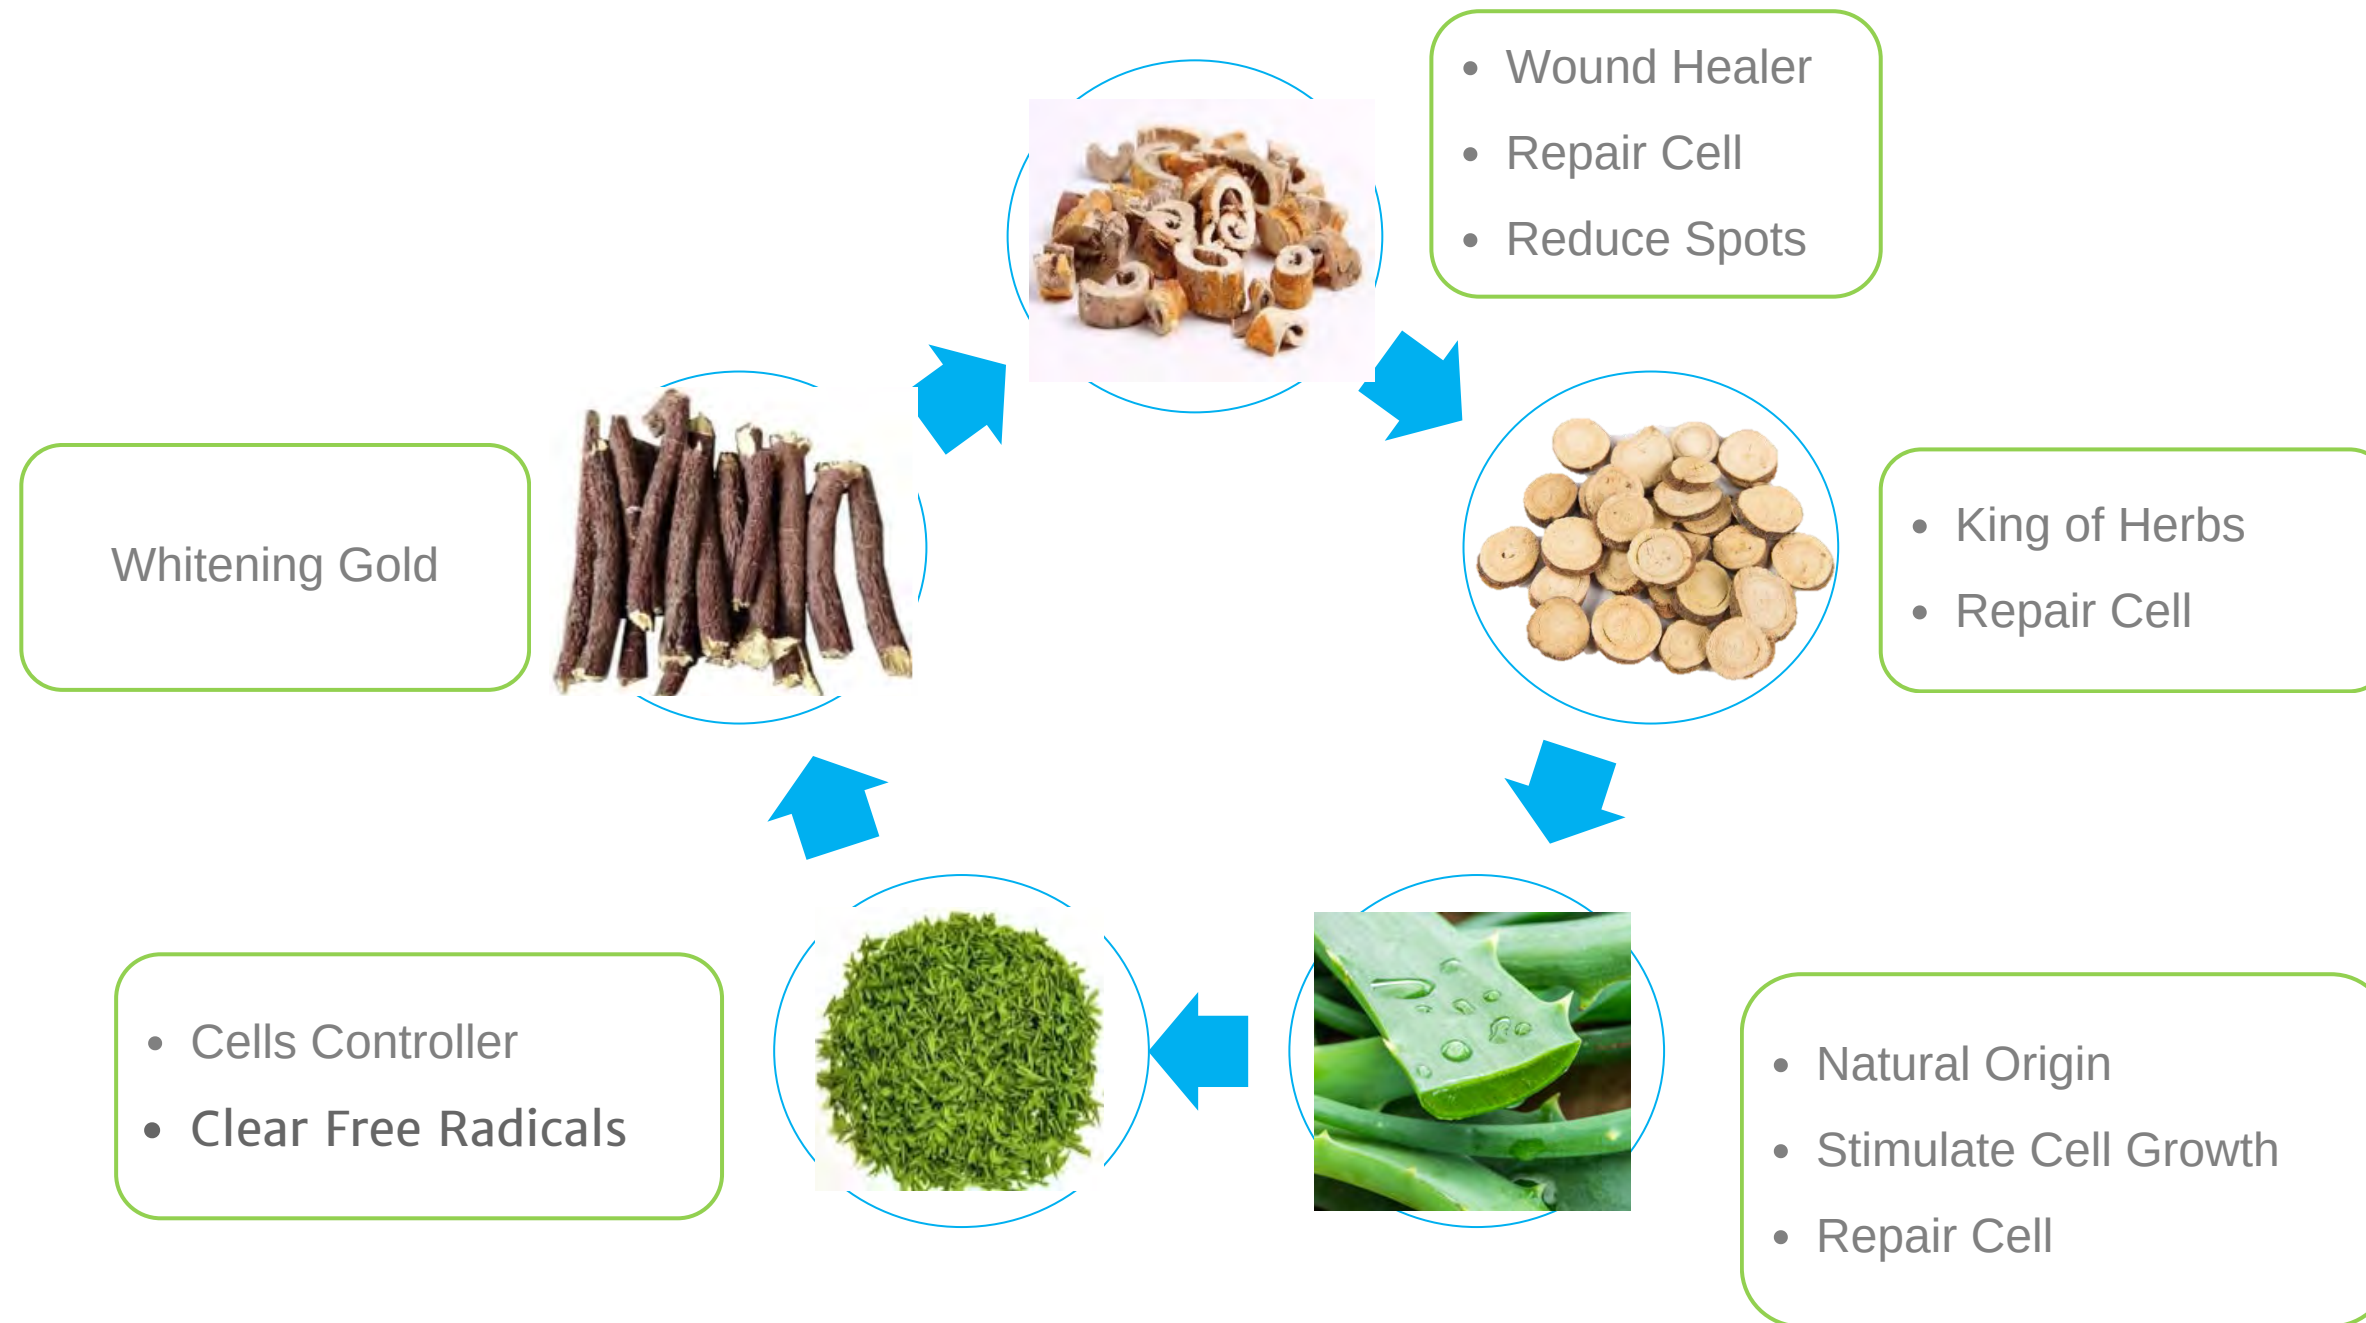 • Wound Healer
• Repair Cell
• Reduce Spots
• King of Herbs
• Repair Cell
Whitening Gold
• Cells Controller
• Clear Free Radicals
• Natural Origin
• Stimulate Cell Growth
• Repair Cell